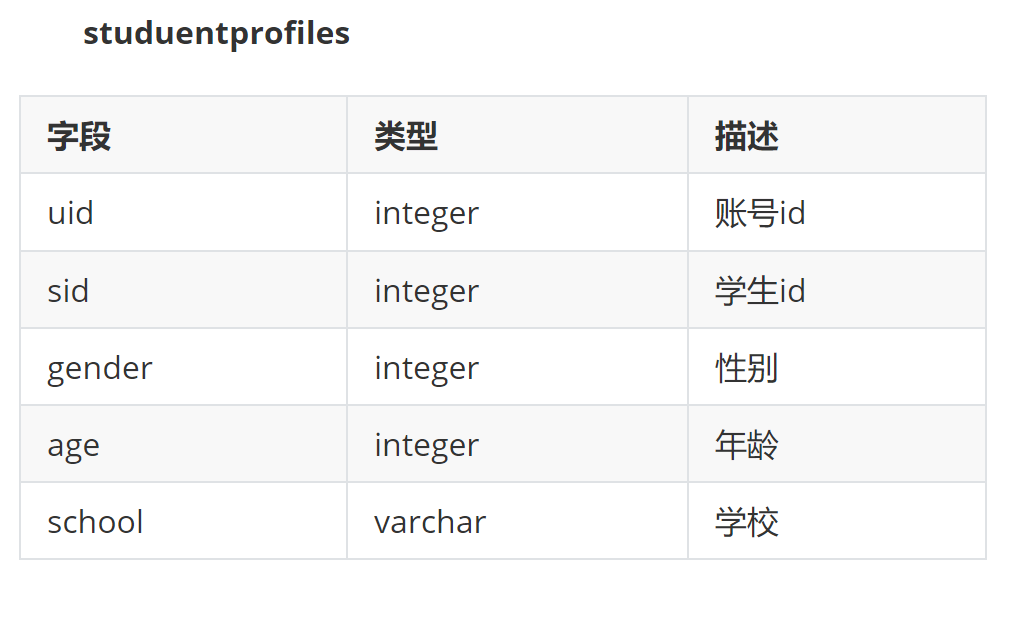 studuentprofiles
字段 类型 描述
uid integer 账号id
sid integer 学生id
gender integer 性别
age integer 年龄
school varchar 学校